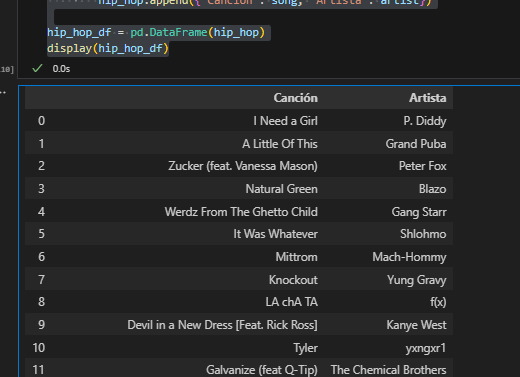 hip_hop.append({"Canción": song, "Artista": artist})
hip_hop_df = pd.DataFrame(hip_hop)
display(hip_hop_df)
10] 0.0s
Canción Artista
0 I Need a Girl P. Diddy
1 A Little Of This Grand Puba
2 Zucker (feat. Vanessa Mason) Peter Fox
3 Natural Green Blazo
4 Werdz From The Ghetto Child Gang Starr
5 It Was Whatever Shlohmo
6 Mittrom Mach-Hommy
7 Knockout Yung Gravy
8 LA chA TA f(x)
9 Devil in a New Dress [Feat. Rick Ross] Kanye West
10 Tyler yxngxr1
11 Galvanize (feat Q-Tip) The Chemical Brothers